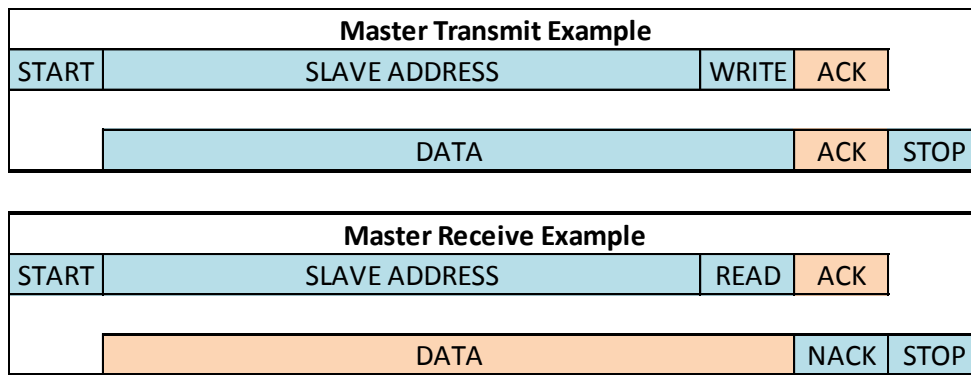 Master Transmit Example
START SLAVE ADDRESS WRITE ACK
DATA ACK STOP
Master Receive Example
START SLAVE ADDRESS READ ACK
DATA NACK STOP